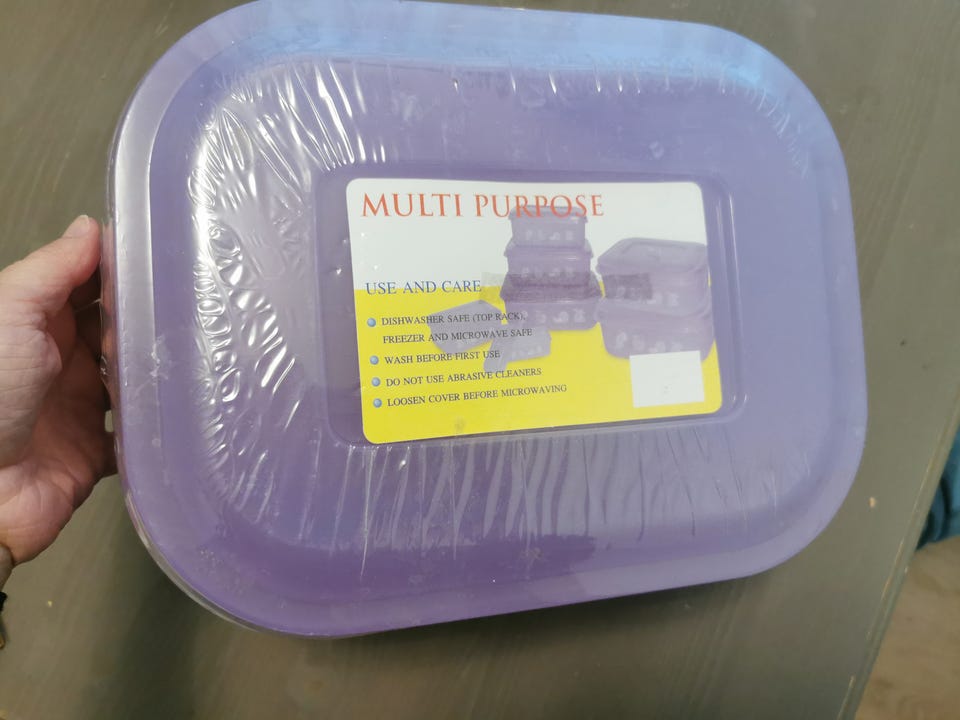 MULTI PURPOSE
USE AND CARE
DISHWASHER SAFE (TOP RACK),
FREEZER AND MICROWAVE SAFE
WASH BEFORE FIRST USE
DO NOT USE ABRASIVE CLEANERS
LOOSEN COVER BEFORE MICROWAVING